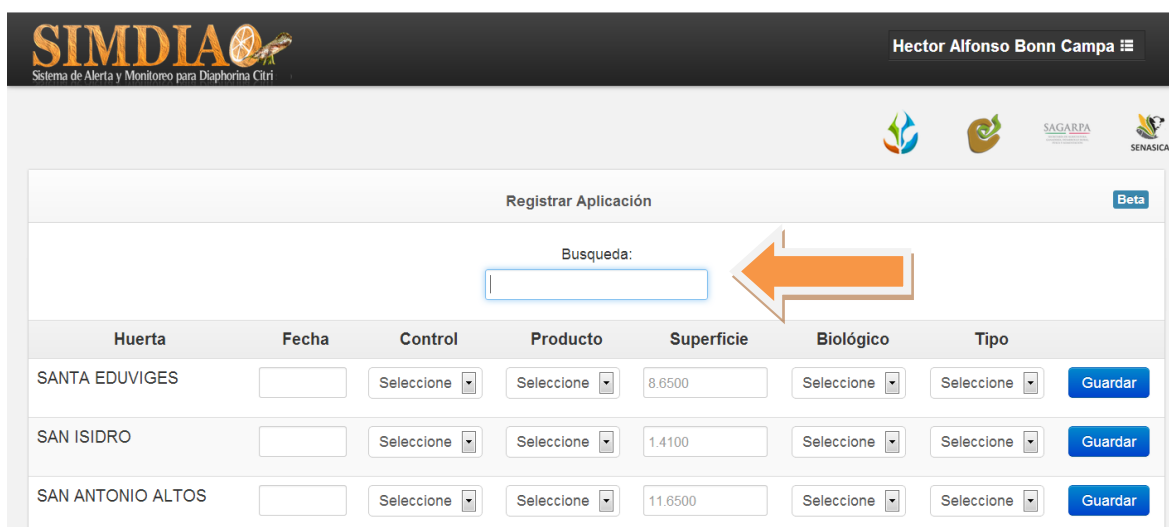 SIMDIA
Sistema de Alerta y Monitoreo para Diaphorina Citri
Hector Alfonso Bonn Campa
SAGARPA
SENASICA
Registrar Aplicación
Beta
Busqueda:
Huerta Fecha Control Producto Superficie Biológico Tipo
SANTA EDUVIGES Seleccione Seleccione 8.6500 Seleccione Seleccione Guardar
SAN ISIDRO Seleccione Seleccione 1.4100 Seleccione Seleccione Guardar
SAN ANTONIO ALTOS Seleccione Seleccione 11.6500 Seleccione Seleccione Guardar